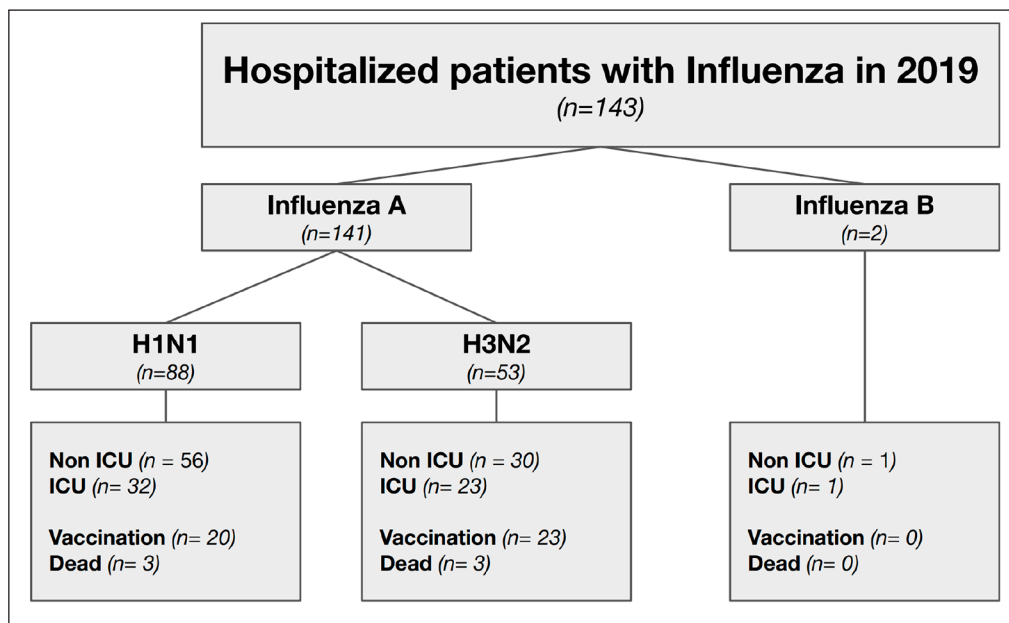 Hospitalized patients with Influenza in 2019
(n=143)
Influenza A
(n=141)
Influenza B
(n=2)
H1N1
(n=88)
H3N2
(n=53)
Non ICU (n = 56)
ICU (n= 32)
Vaccination (n= 20)
Dead (n= 3)
Non ICU (n = 30)
ICU (n= 23)
Vaccination (n= 23)
Dead (n= 3)
Non ICU (n = 1)
ICU (n= 1)
Vaccination (n= 0)
Dead (n= 0)